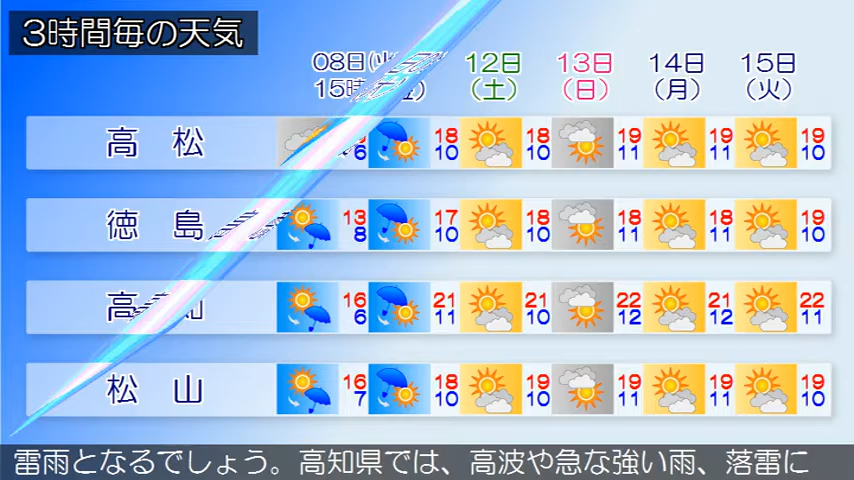 3時間毎の天気
08日 12日 13日 14日 15日
15時 (土) (日) (月) (火)
高松 6 18 10 18 10 19 11 19 11 19 10
徳島 13 8 17 10 18 10 18 11 18 11 19 10
高知 16 6 21 11 21 10 22 12 21 12 22 11
松山 16 7 18 10 19 10 19 11 19 11 19 10
雷雨となるでしょう。高知県では、高波や急な強い雨、落雷に